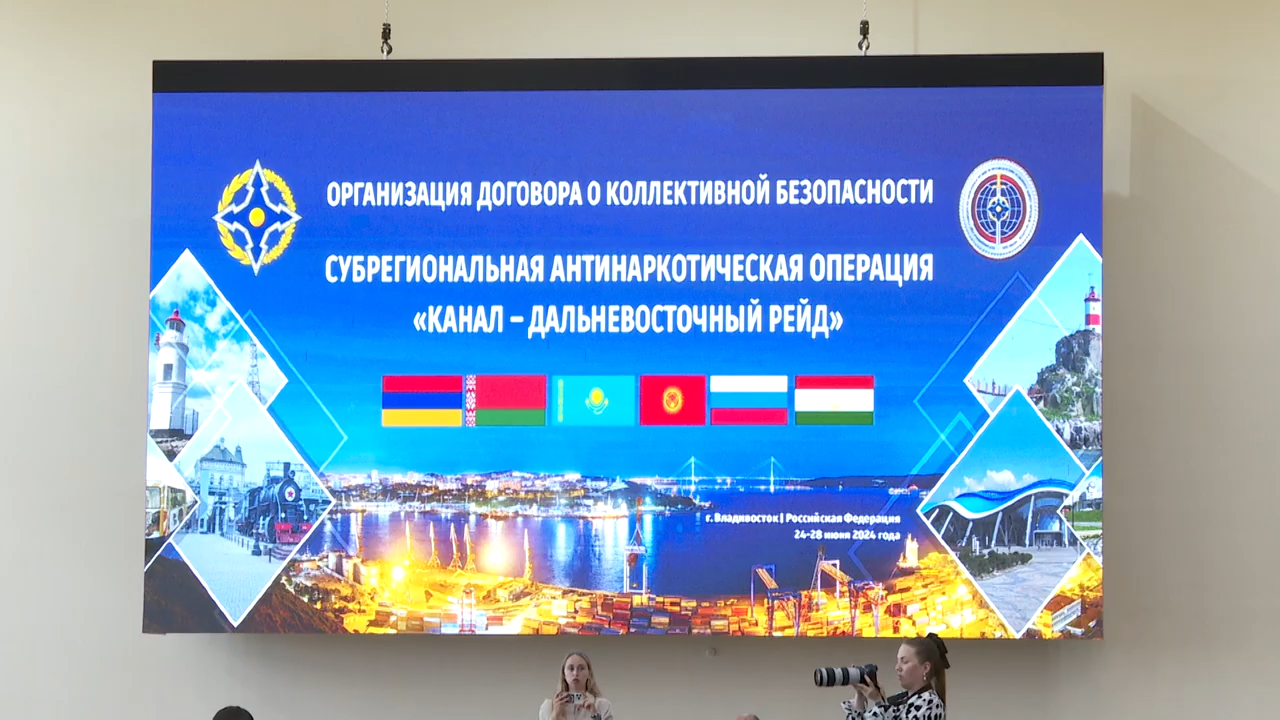 ОРГАНИЗАЦИЯ ДОГОВОРА О КОЛЛЕКТИВНОЙ БЕЗОПАСНОСТИ
СУБРЕГИОНАЛЬНАЯ АНТИНАРКОТИЧЕСКАЯ ОПЕРАЦИЯ
«КАНАЛ – ДАЛЬНЕВОСТОЧНЫЙ РЕЙД»
г. Владивосток | Российская Федерация
24-28 июня 2024 года